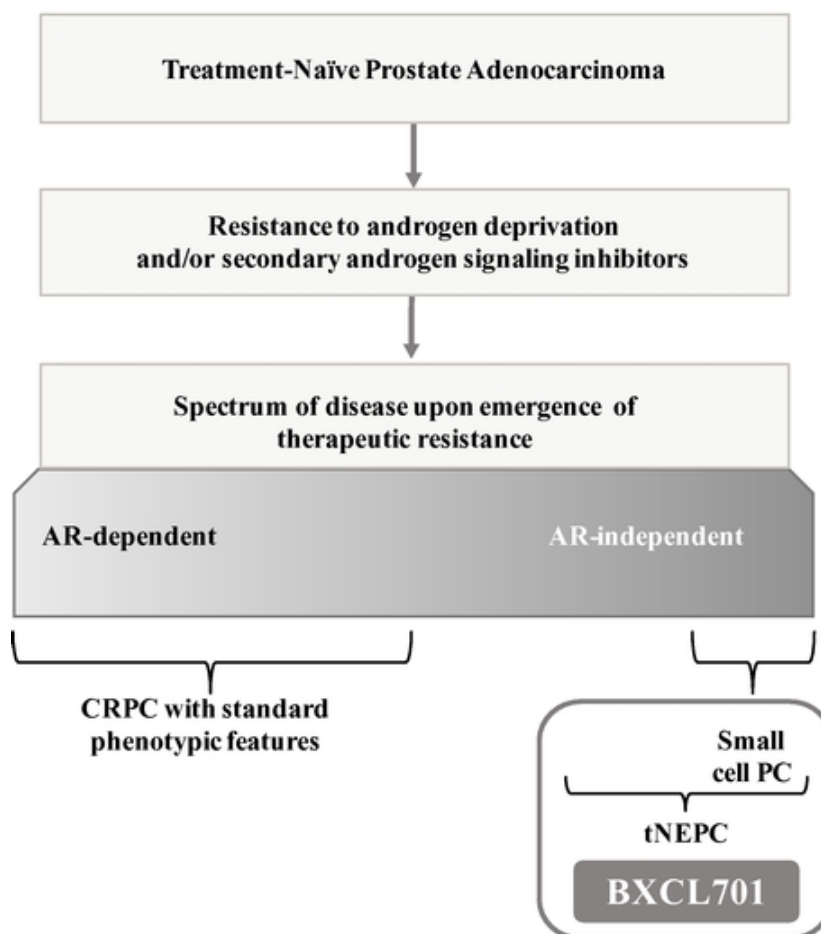 Treatment-Naïve Prostate Adenocarcinoma
Resistance to androgen deprivation
and/or secondary androgen signaling inhibitors
Spectrum of disease upon emergence of
therapeutic resistance
AR-dependent
AR-independent
CRPC with standard
phenotypic features
Small
cell PC
tNEPC
BXCL701